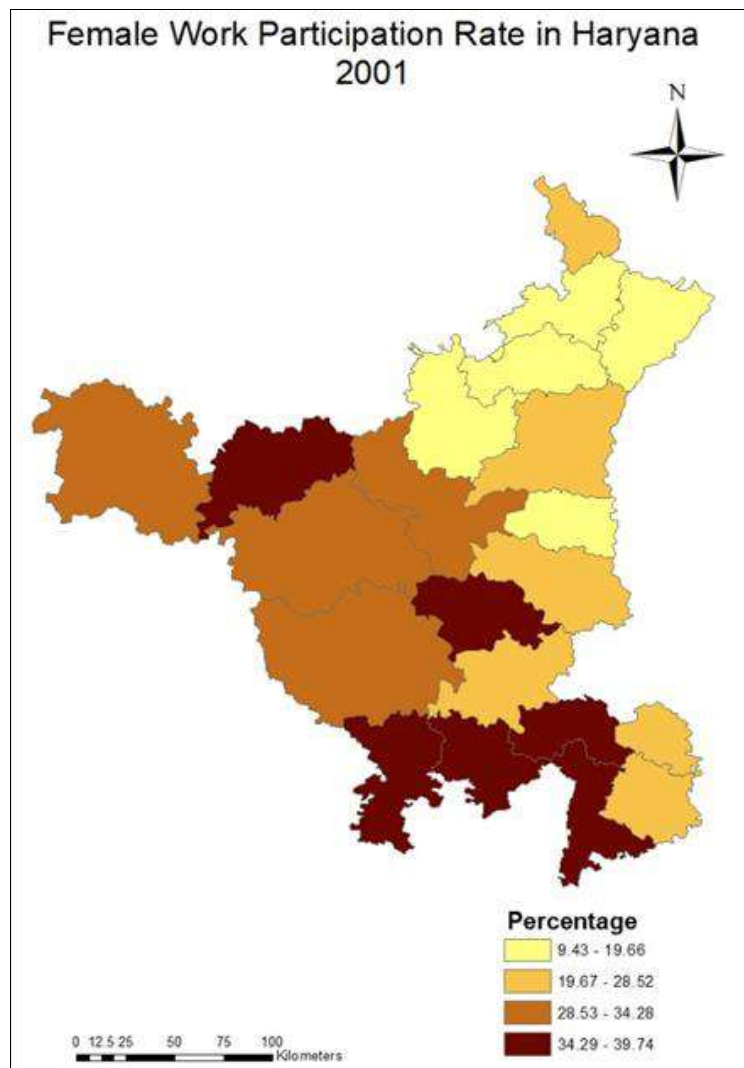 Female Work Participation Rate in Haryana
2001
N
Percentage
9.43 - 19.66
19.67 - 28.52
28.53 - 34.28
34.29 - 39.74
0 12.5 25 50 75 100
Kilometers